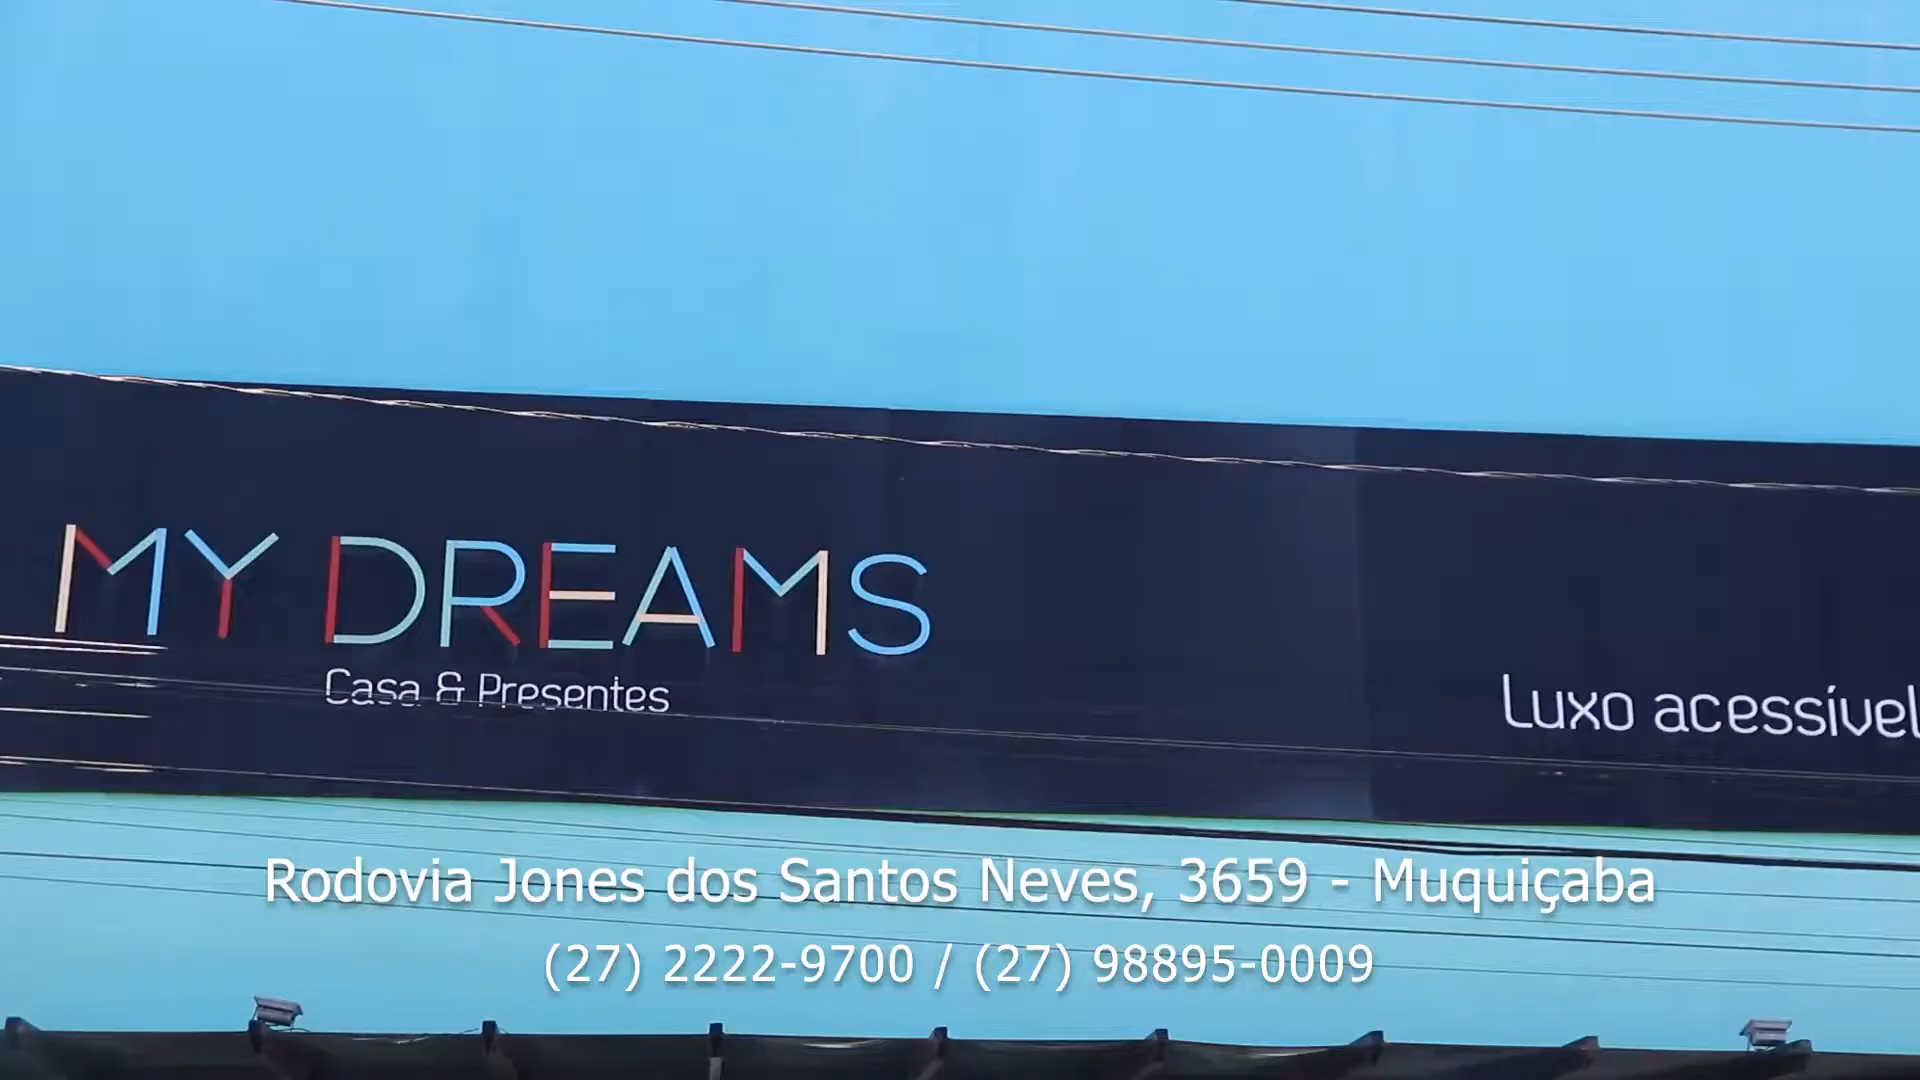 MY DREAMS
Casa & Presentes
Luxo acessível
Rodovia Jones dos Santos Neves, 3659 - Muquiçaba
(27) 2222-9700 / (27) 98895-0009